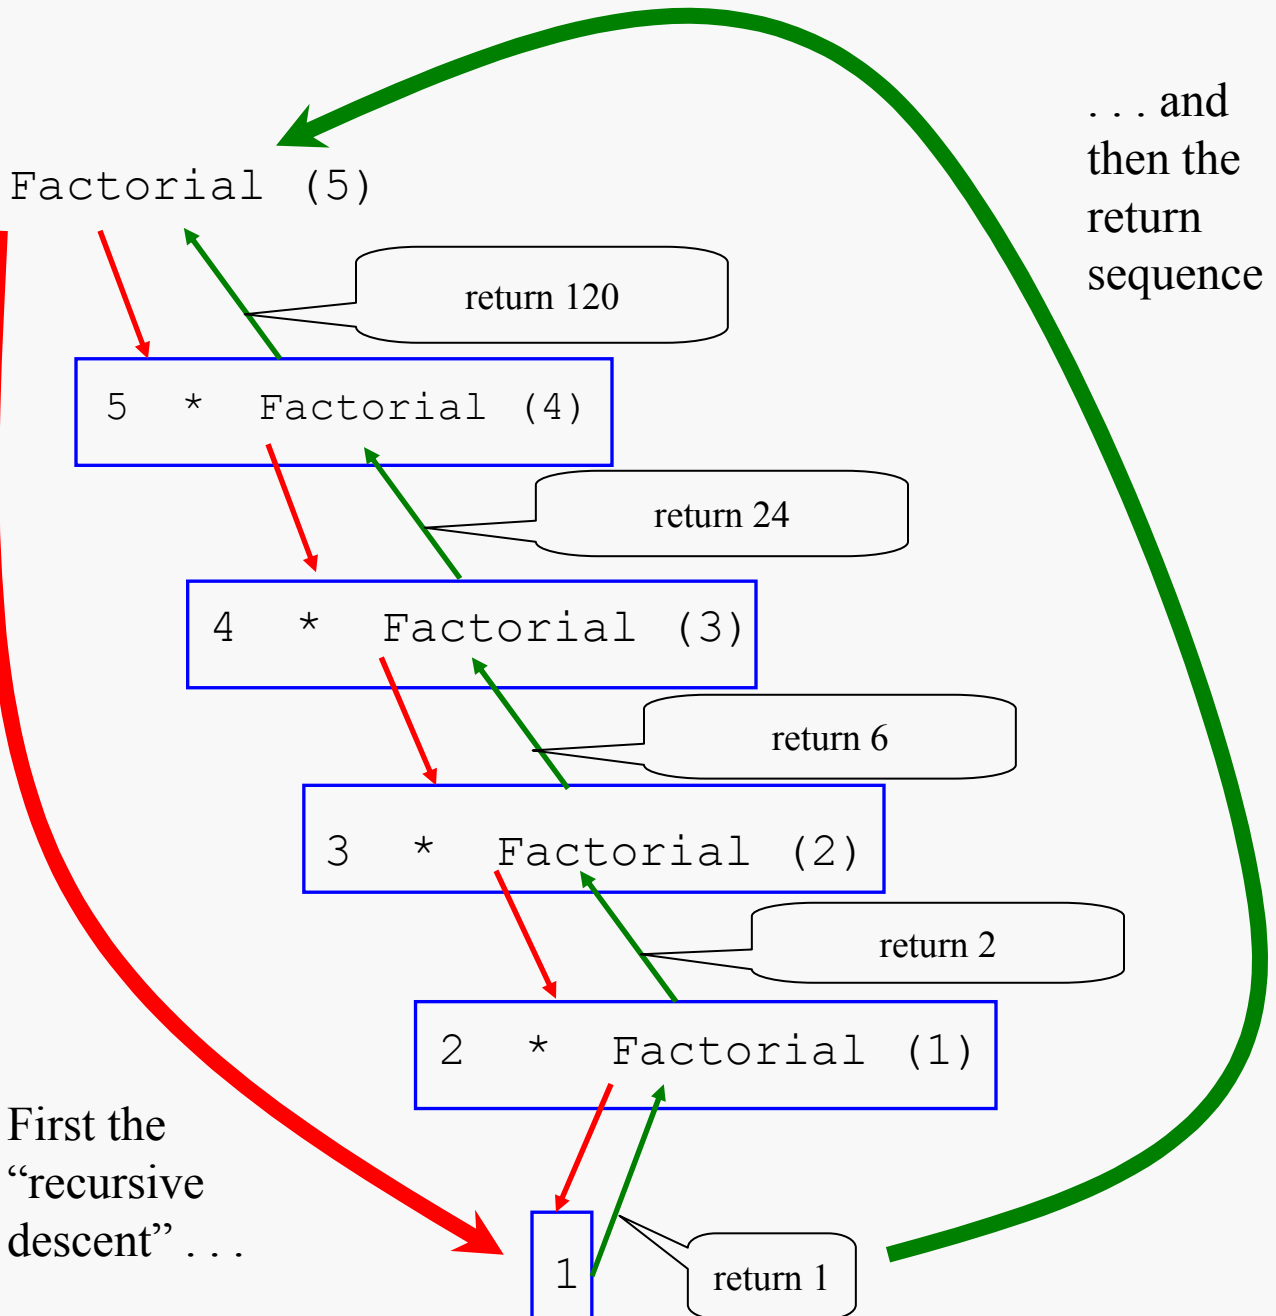 . . . and
then the
return
sequence
Factorial (5)
return 120
5 * Factorial (4)
return 24
4 * Factorial (3)
return 6
3 * Factorial (2)
return 2
2 * Factorial (1)
First the
“recursive
descent” . . .
1
return 1